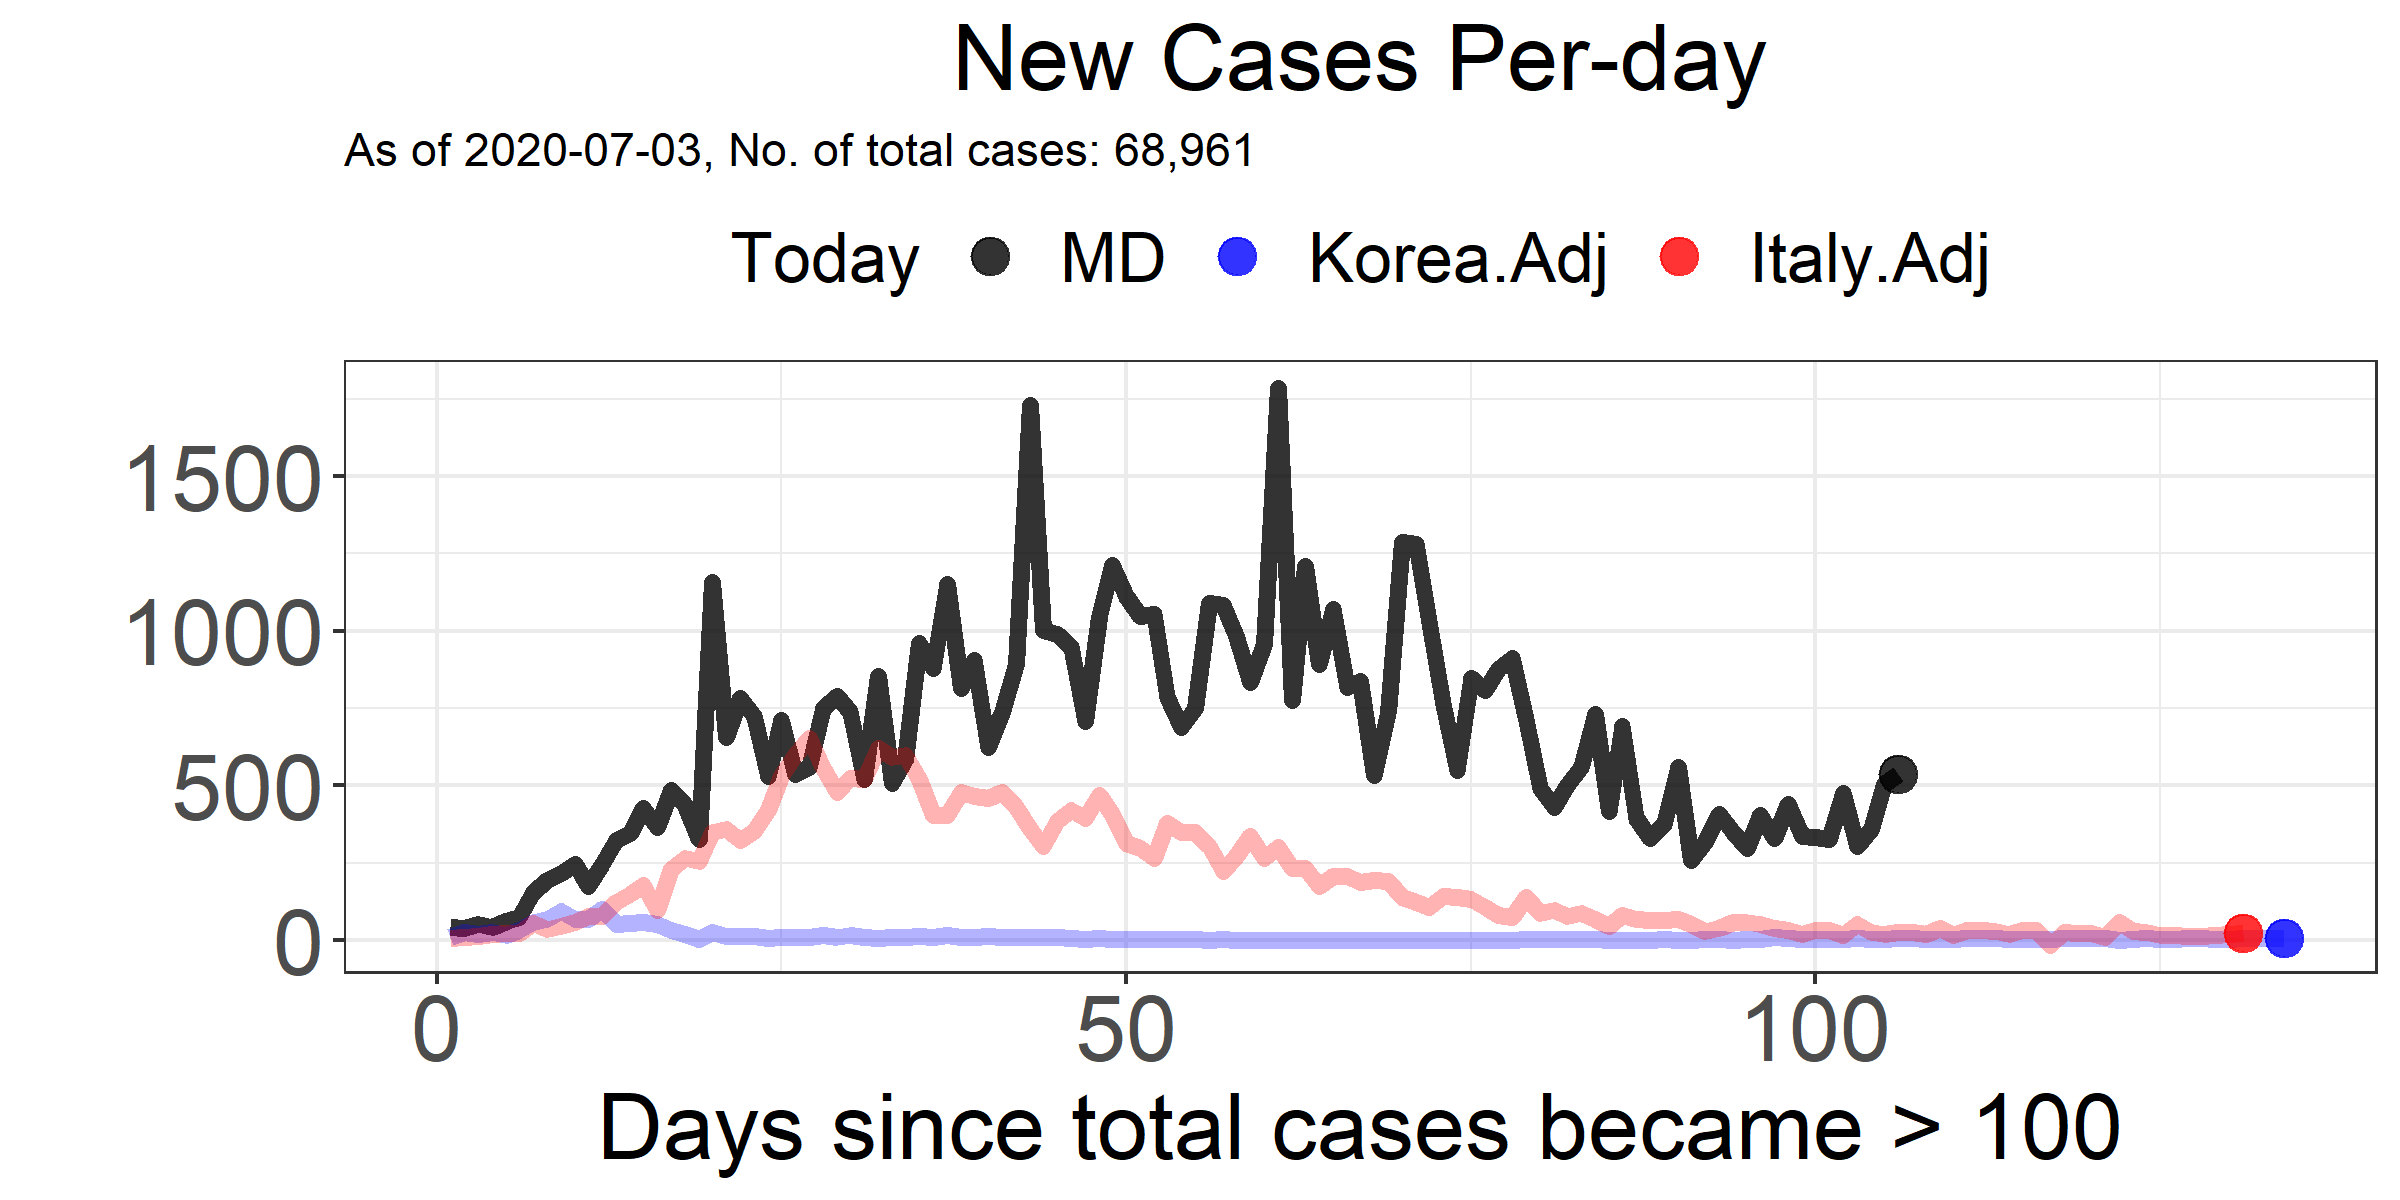 New Cases Per-day
As of 2020-07-03, No. of total cases: 68,961
Today MD Korea.Adj Italy.Adj
1500
1000
500
0
0 50 100
Days since total cases became > 100